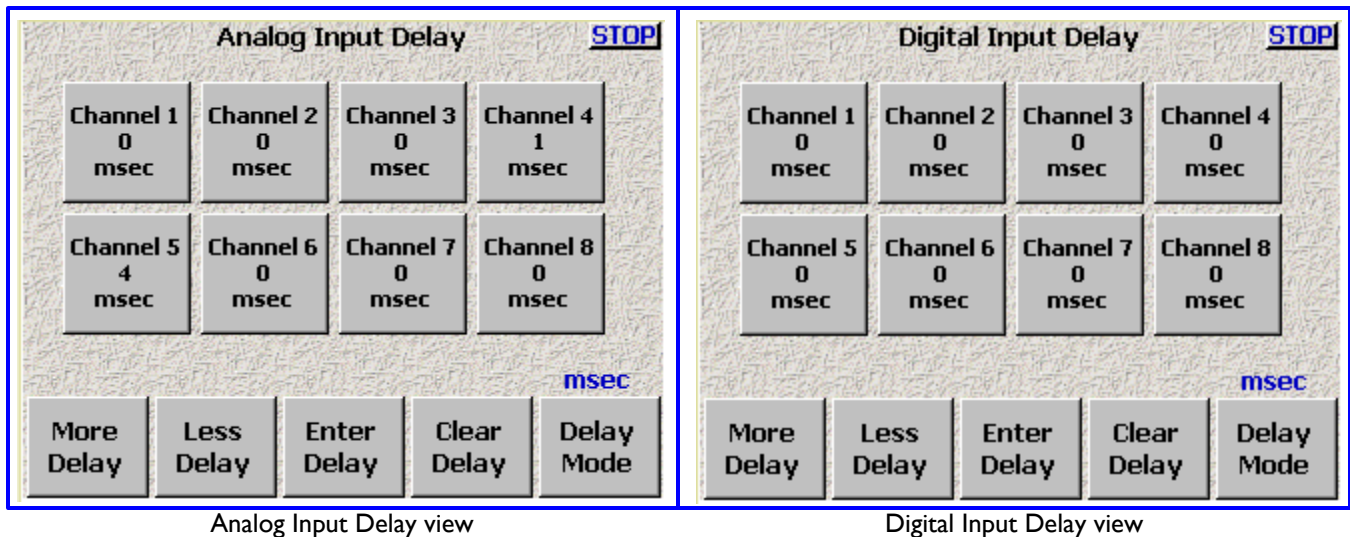 Analog Input Delay
STOP
Channel 1
0
msec
Channel 2
0
msec
Channel 3
0
msec
Channel 4
1
msec
Channel 5
4
msec
Channel 6
0
msec
Channel 7
0
msec
Channel 8
0
msec
msec
More
Delay
Less
Delay
Enter
Delay
Clear
Delay
Delay
Mode
Analog Input Delay view
Digital Input Delay
STOP
Channel 1
0
msec
Channel 2
0
msec
Channel 3
0
msec
Channel 4
0
msec
Channel 5
0
msec
Channel 6
0
msec
Channel 7
0
msec
Channel 8
0
msec
msec
More
Delay
Less
Delay
Enter
Delay
Clear
Delay
Delay
Mode
Digital Input Delay view